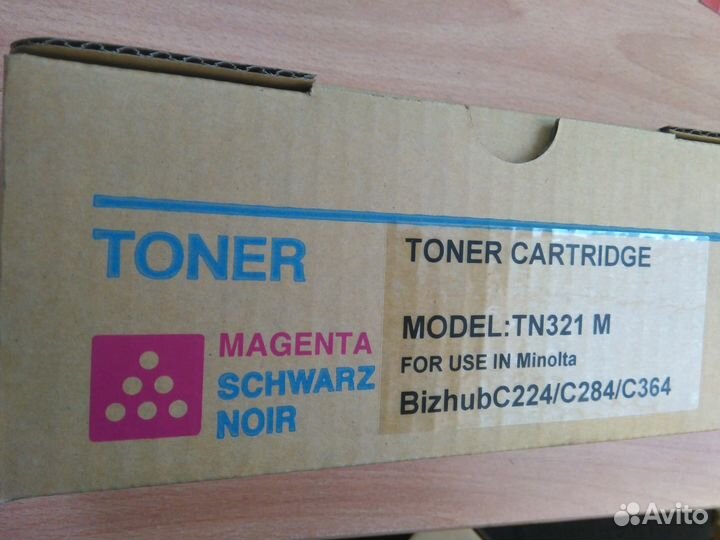 TONER
MAGENTA
SCHWARZ
NOIR
TONER CARTRIDGE
MODEL:TN321 M
FOR USE IN Minolta
BizhubC224/C284/C364
Avito